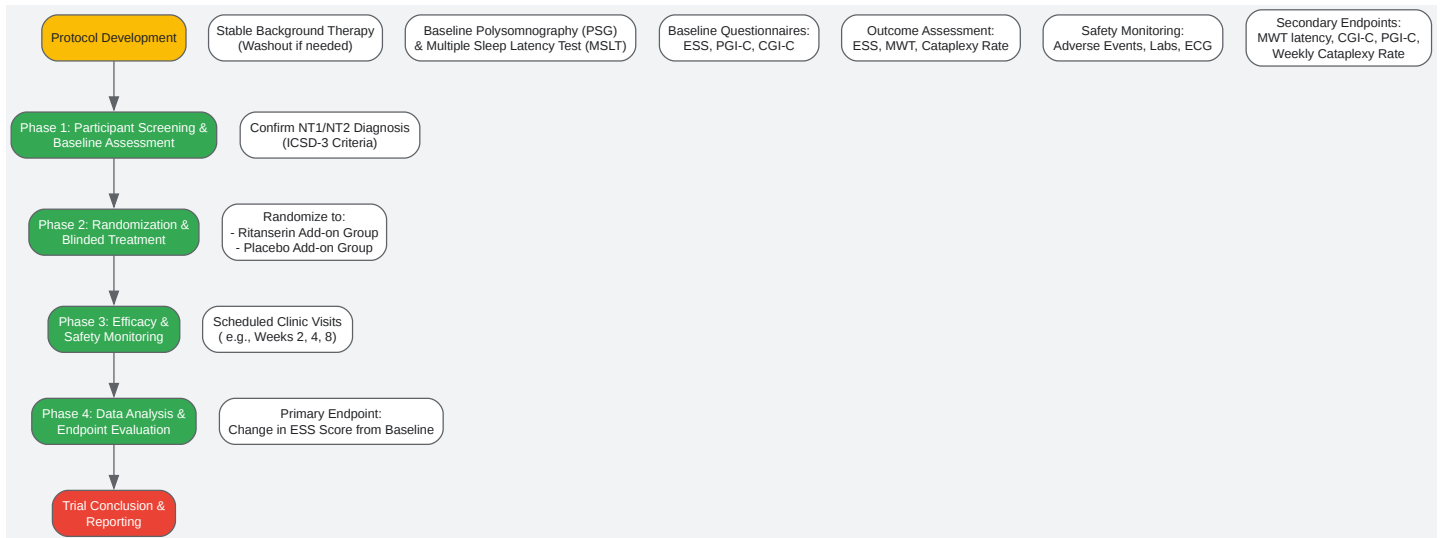 Protocol Development
Stable Background Therapy
(Washout if needed)
Baseline Polysomnography (PSG)
& Multiple Sleep Latency Test (MSLT)
Baseline Questionnaires:
ESS, PGI-C, CGI-C
Outcome Assessment:
ESS, MWT, Cataplexy Rate
Safety Monitoring:
Adverse Events, Labs, ECG
Secondary Endpoints:
MWT latency, CGI-C, PGI-C,
Weekly Cataplexy Rate
Phase 1: Participant Screening &
Baseline Assessment
Confirm NT1/NT2 Diagnosis
(ICSD-3 Criteria)
Phase 2: Randomization &
Blinded Treatment
Randomize to:
- Ritanserin Add-on Group
- Placebo Add-on Group
Phase 3: Efficacy &
Safety Monitoring
Scheduled Clinic Visits
( e.g., Weeks 2, 4, 8)
Phase 4: Data Analysis &
Endpoint Evaluation
Primary Endpoint:
Change in ESS Score from Baseline
Trial Conclusion &
Reporting